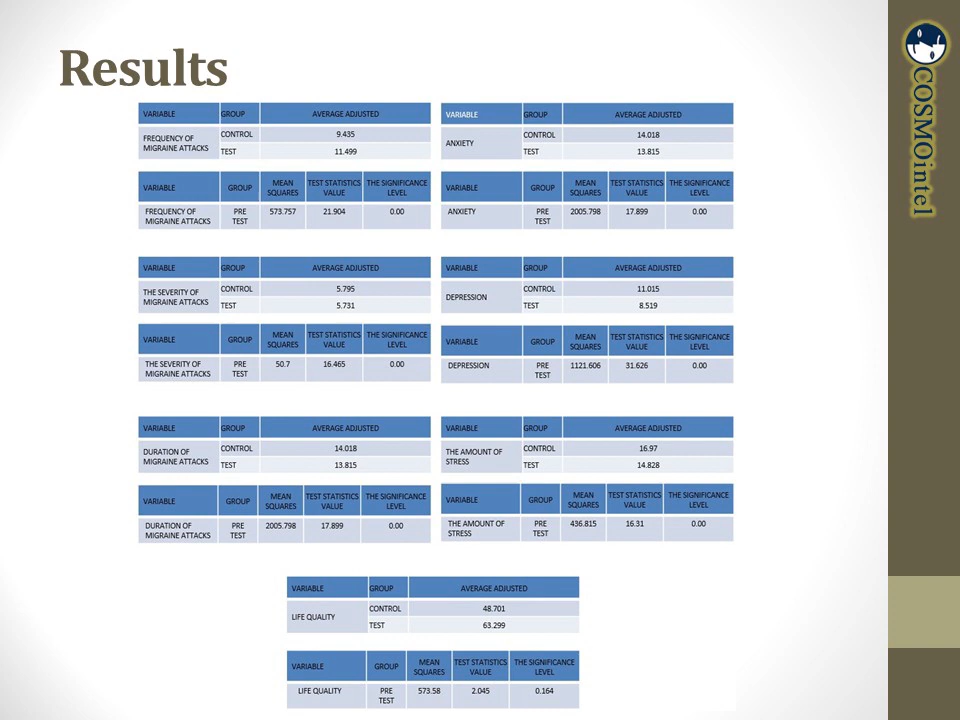 Results
COSMOintel
VARIABLE GROUP AVERAGE ADJUSTED
FREQUENCY OF MIGRAINE ATTACKS CONTROL 9.435
TEST 11.499
VARIABLE GROUP MEAN SQUARES TEST STATISTICS VALUE THE SIGNIFICANCE LEVEL
FREQUENCY OF MIGRAINE ATTACKS PRE TEST 573.757 21.904 0.00
VARIABLE GROUP AVERAGE ADJUSTED
ANXIETY CONTROL 14.018
TEST 13.815
VARIABLE GROUP MEAN SQUARES TEST STATISTICS VALUE THE SIGNIFICANCE LEVEL
ANXIETY PRE TEST 2005.798 17.899 0.00
VARIABLE GROUP AVERAGE ADJUSTED
THE SEVERITY OF MIGRAINE ATTACKS CONTROL 5.795
TEST 5.731
VARIABLE GROUP MEAN SQUARES TEST STATISTICS VALUE THE SIGNIFICANCE LEVEL
THE SEVERITY OF MIGRAINE ATTACKS PRE TEST 50.7 16.465 0.00
VARIABLE GROUP AVERAGE ADJUSTED
DEPRESSION CONTROL 11.015
TEST 8.519
VARIABLE GROUP MEAN SQUARES TEST STATISTICS VALUE THE SIGNIFICANCE LEVEL
DEPRESSION PRE TEST 1121.606 31.626 0.00
VARIABLE GROUP AVERAGE ADJUSTED
DURATION OF MIGRAINE ATTACKS CONTROL 14.018
TEST 13.815
VARIABLE GROUP MEAN SQUARES TEST STATISTICS VALUE THE SIGNIFICANCE LEVEL
DURATION OF MIGRAINE ATTACKS PRE TEST 2005.798 17.899 0.00
VARIABLE GROUP AVERAGE ADJUSTED
THE AMOUNT OF STRESS CONTROL 16.97
TEST 14.828
VARIABLE GROUP MEAN SQUARES TEST STATISTICS VALUE THE SIGNIFICANCE LEVEL
THE AMOUNT OF STRESS PRE TEST 436.815 16.31 0.00
VARIABLE GROUP AVERAGE ADJUSTED
LIFE QUALITY CONTROL 48.701
TEST 63.299
VARIABLE GROUP MEAN SQUARES TEST STATISTICS VALUE THE SIGNIFICANCE LEVEL
LIFE QUALITY PRE TEST 573.58 2.045 0.164